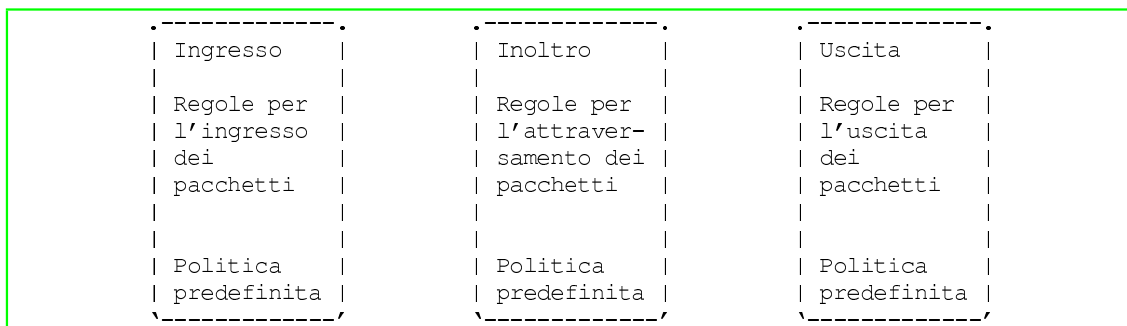 .-------------.         .-------------.         .-------------.
| Ingresso    |         | Inoltro     |         | Uscita      |
|             |         |             |         |             |
| Regole per  |         | Regole per  |         | Regole per  |
| l'ingresso  |         | l'attraver- |         | l'uscita    |
| dei         |         | samento dei |         | dei         |
| pacchetti   |         | pacchetti   |         | pacchetti   |
|             |         |             |         |             |
|             |         |             |         |             |
| Politica    |         | Politica    |         | Politica    |
| predefinita |         | predefinita |         | predefinita |
`-------------'         `-------------'         `-------------'